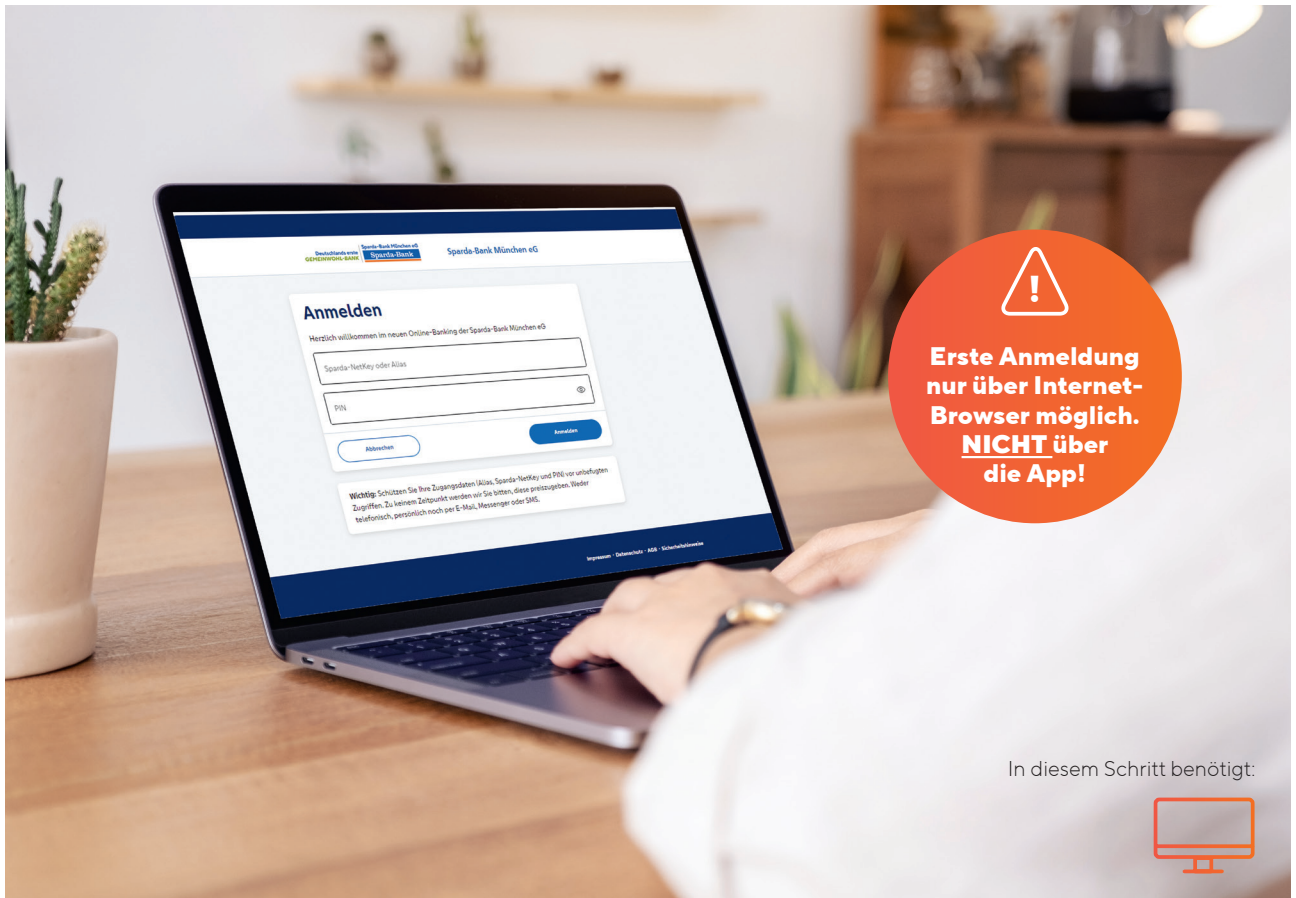 Deutschlands erste
GEMEINWOHL-BANK
Sparda-Bank München eG
Sparda-Bank
Sparda-Bank München eG
Anmelden
Herzlich willkommen im neuen Online-Banking der Sparda-Bank München eG
Sparda-NetKey oder Alias
PIN
Abbrechen
Anmelden
Wichtig: Schützen Sie Ihre Zugangsdaten (Alias, Sparda-NetKey und PIN) vor unbefugten
Zugriffen. Zu keinem Zeitpunkt werden wir Sie bitten, diese preiszugeben. Weder
telefonisch, persönlich noch per E-Mail, Messenger oder SMS.
Impressum · Datenschutz · AGB · Sicherheitshinweise
!
Erste Anmeldung
nur über Internet-
Browser möglich.
NICHT über
die App!
In diesem Schritt benötigt: